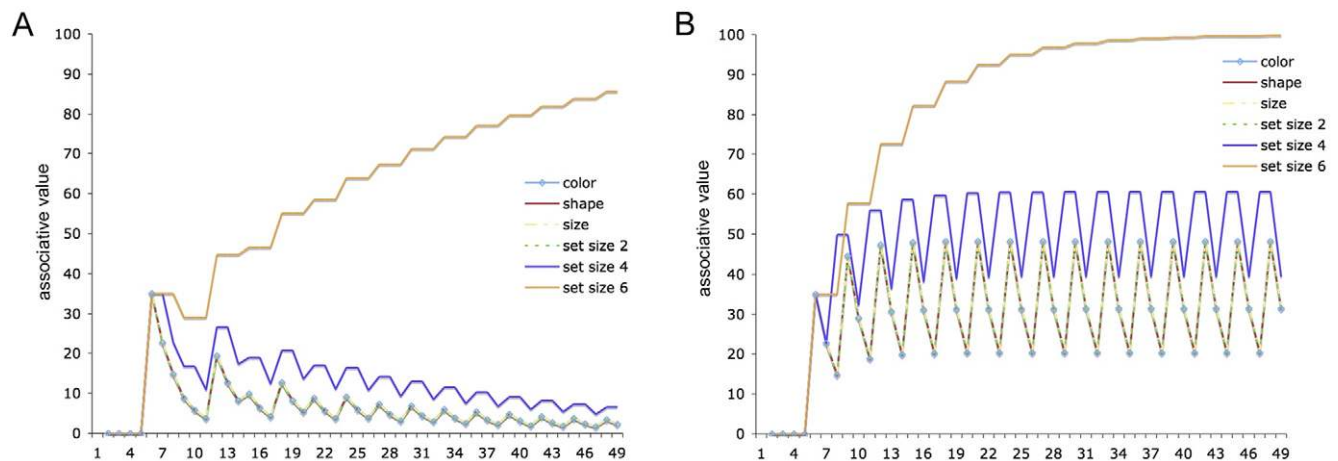 A
associative value
100
90
80
70
60
50
40
30
20
10
0
color
shape
size
set size 2
set size 4
set size 6
1 4 7 10 13 16 19 22 25 28 31 34 37 40 43 46 49
B
associative value
100
90
80
70
60
50
40
30
20
10
0
color
shape
size
set size 2
set size 4
set size 6
1 4 7 10 13 16 19 22 25 28 31 34 37 40 43 46 49